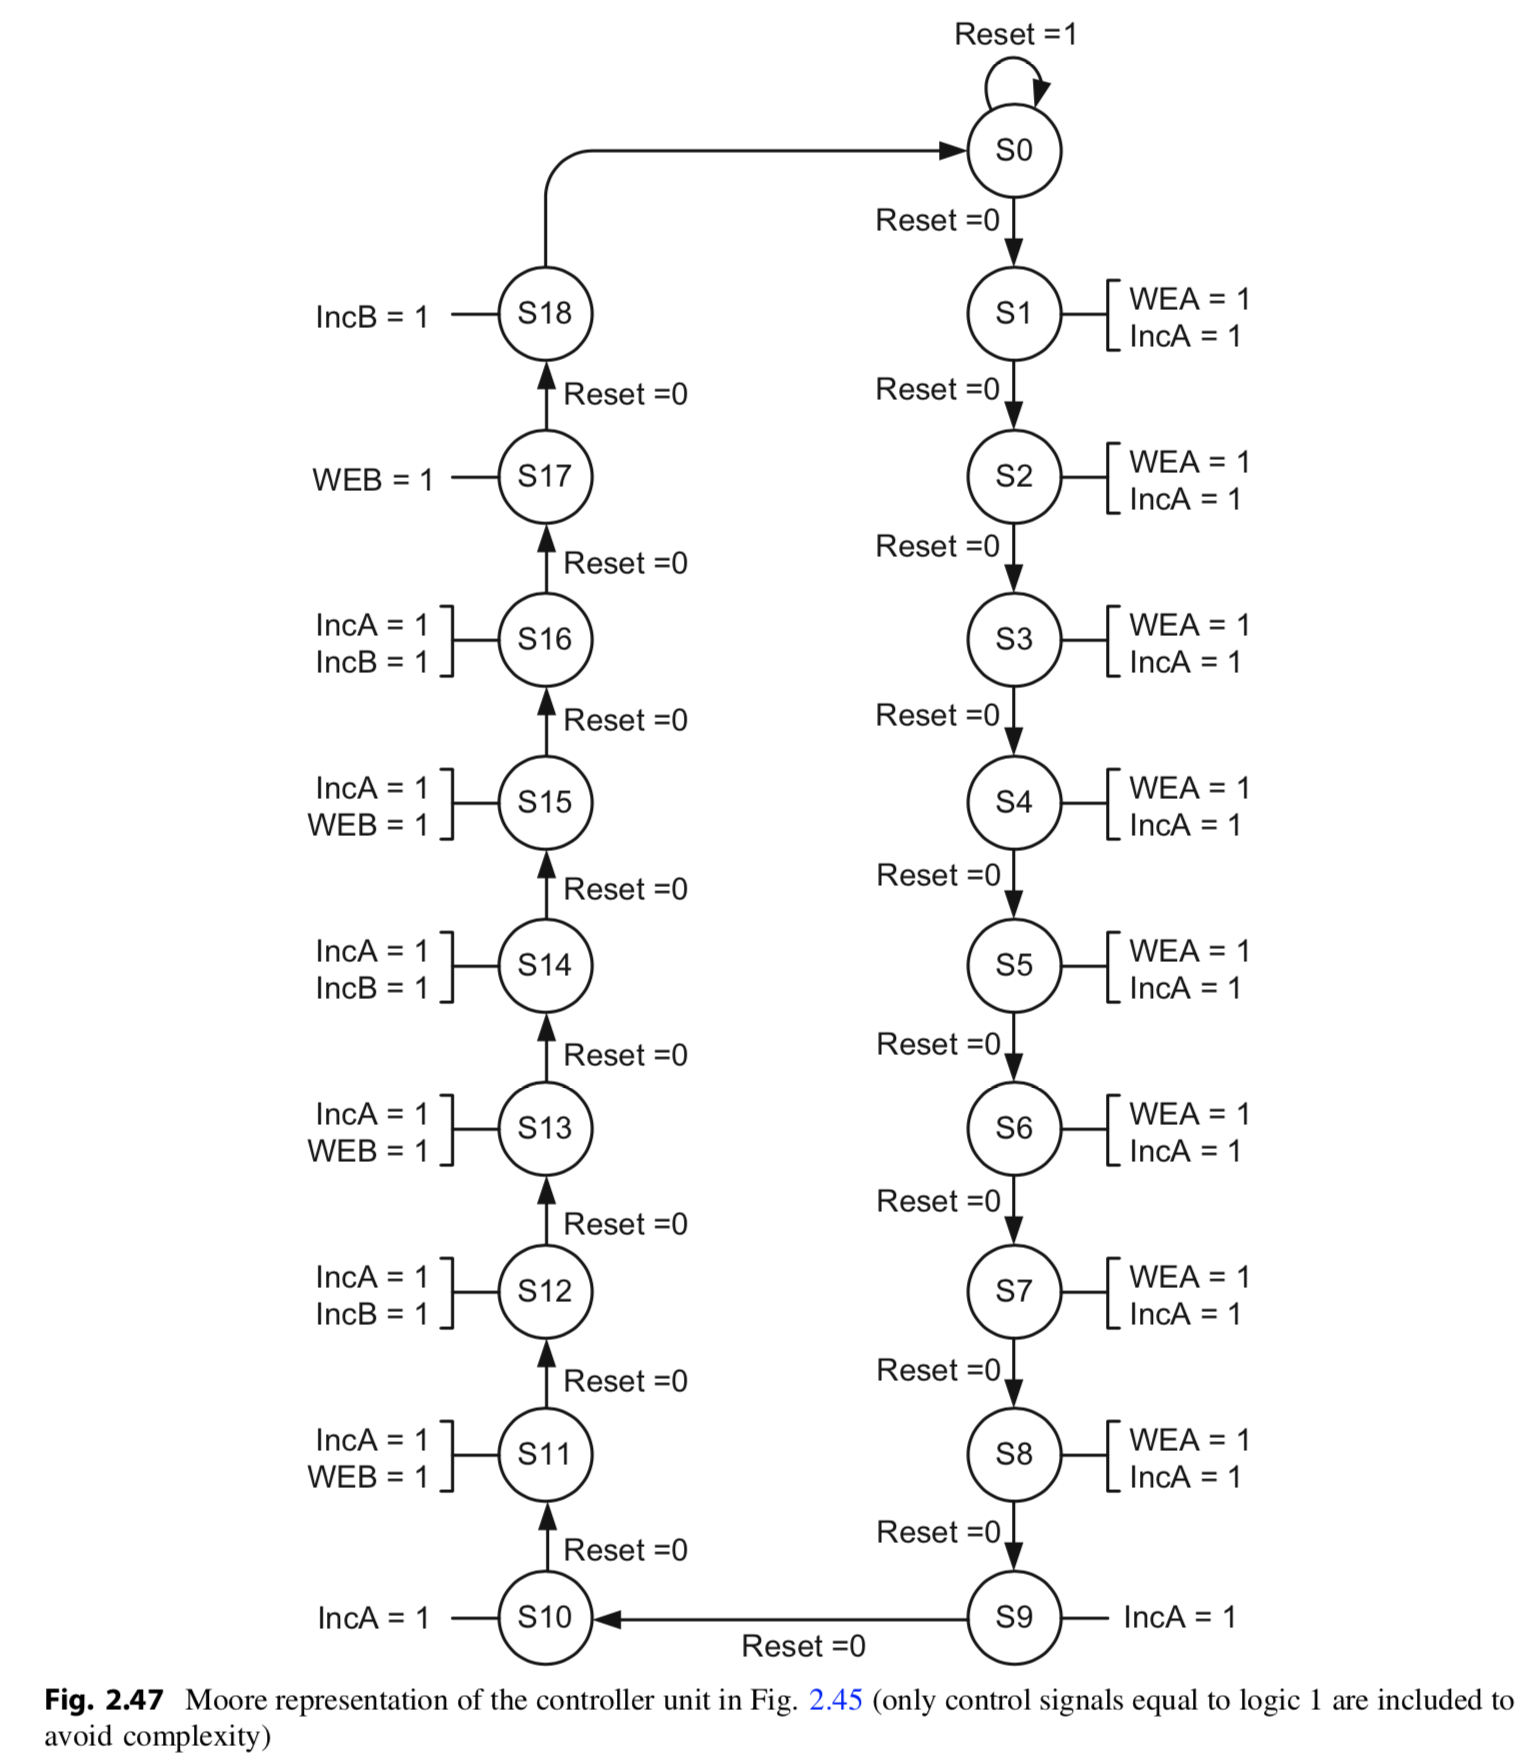 Reset =1
S0
Reset =0
S18
IncB = 1
S1
WEA = 1
IncA = 1
Reset =0
Reset =0
S17
WEB = 1
S2
WEA = 1
IncA = 1
Reset =0
Reset =0
IncA = 1
IncB = 1
S16
S3
WEA = 1
IncA = 1
Reset =0
Reset =0
IncA = 1
WEB = 1
S15
S4
WEA = 1
IncA = 1
Reset =0
Reset =0
IncA = 1
IncB = 1
S14
S5
WEA = 1
IncA = 1
Reset =0
Reset =0
IncA = 1
WEB = 1
S13
S6
WEA = 1
IncA = 1
Reset =0
Reset =0
IncA = 1
IncB = 1
S12
S7
WEA = 1
IncA = 1
Reset =0
Reset =0
IncA = 1
WEB = 1
S11
S8
WEA = 1
IncA = 1
Reset =0
Reset =0
IncA = 1
S10
Reset =0
S9
IncA = 1
Fig. 2.47 Moore representation of the controller unit in Fig. 2.45 (only control signals equal to logic 1 are included to
avoid complexity)